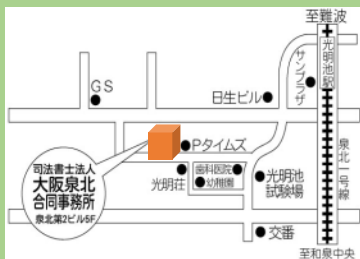 至難波
光明池駅
サンプラザ
GS
日生ビル
Pタイムズ
司法書士法人
大阪泉北
合同事務所
泉北第2ビル5F
歯科医院
幼稚園
光明荘
光明池
試験場
泉北一号線
交番
至和泉中央